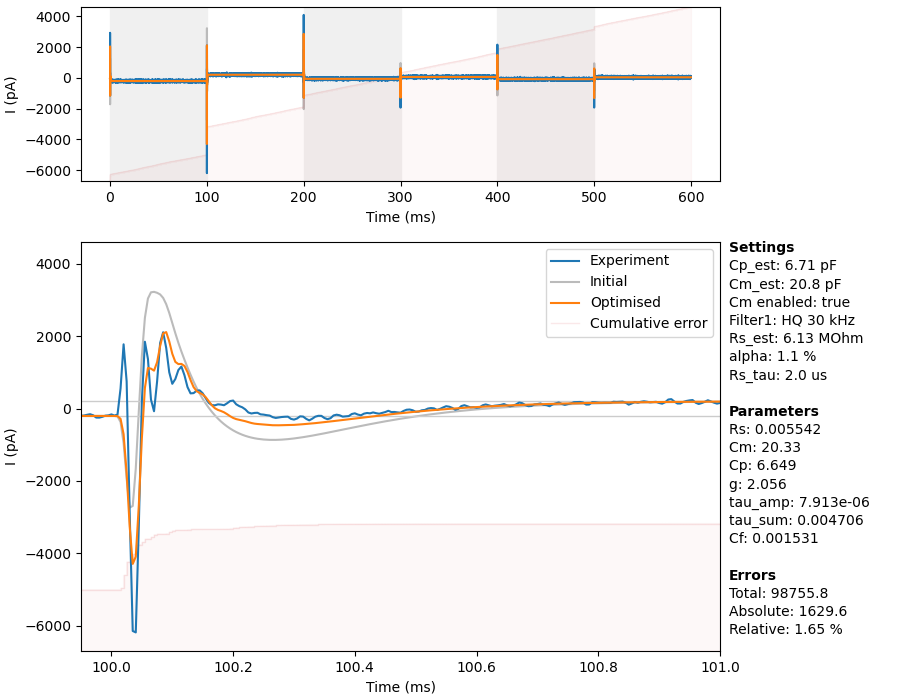 4000
2000
0
−2000
−4000
−6000
I (pA)
0 100 200 300 400 500 600
Time (ms)
4000
2000
0
−2000
−4000
−6000
I (pA)
Experiment
Initial
Optimised
Cumulative error
100.0 100.2 100.4 100.6 100.8 101.0
Time (ms)
Settings
Cp_est: 6.71 pF
Cm_est: 20.8 pF
Cm enabled: true
Filter1: HQ 30 kHz
Rs_est: 6.13 MOhm
alpha: 1.1 %
Rs_tau: 2.0 us
Parameters
Rs: 0.005542
Cm: 20.33
Cp: 6.649
g: 2.056
tau_amp: 7.913e-06
tau_sum: 0.004706
Cf: 0.001531
Errors
Total: 98755.8
Absolute: 1629.6
Relative: 1.65 %